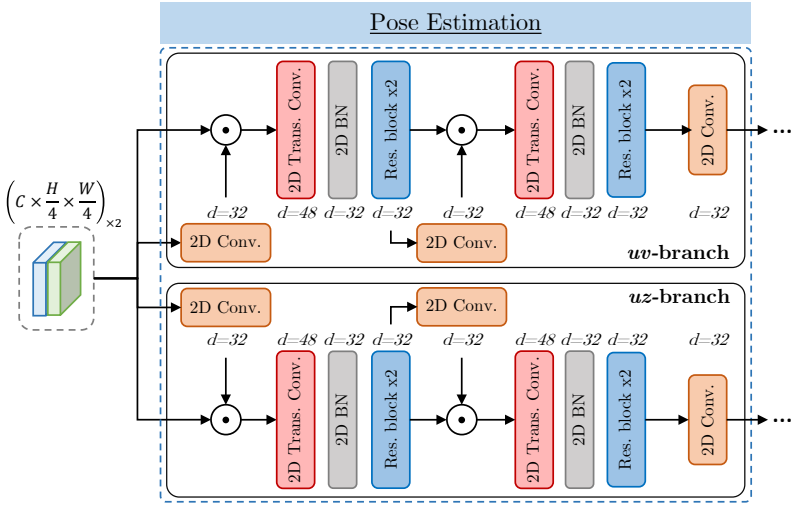 Pose Estimation
2D Trans. Conv.
2D BN
Res. block x2
2D Trans. Conv.
2D BN
Res. block x2
2D Conv.
...
(C × H/4 × W/4)×2
d=32 d=48 d=32 d=32 d=32 d=48 d=32 d=32 d=32
2D Conv. 2D Conv.
uv-branch
uz-branch
2D Conv. 2D Conv.
d=32 d=48 d=32 d=32 d=32 d=48 d=32 d=32 d=32
2D Trans. Conv.
2D BN
Res. block x2
2D Trans. Conv.
2D BN
Res. block x2
2D Conv.
...